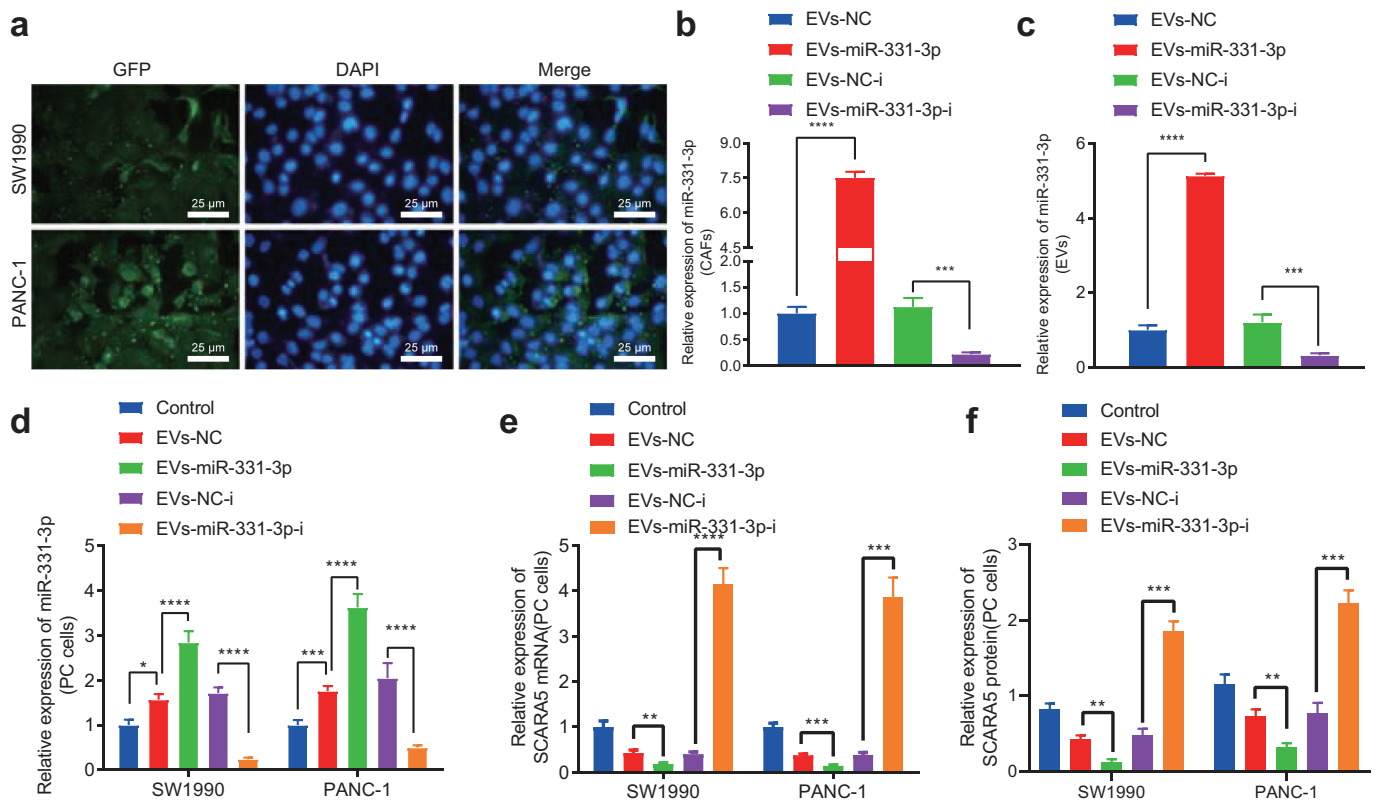 a
GFP
DAPI
Merge
SW1990
25 μm
25 μm
25 μm
PANC-1
25 μm
25 μm
25 μm
b
EVs-NC
EVs-miR-331-3p
EVs-NC-i
EVs-miR-331-3p-i
Relative expression of miR-331-3p
(CAFs)
9.0
7.5
6.0
4.5
2.0
1.5
1.0
0.5
0.0
****
***
c
EVs-NC
EVs-miR-331-3p
EVs-NC-i
EVs-miR-331-3p-i
Relative expression of miR-331-3p
(EVs)
6
4
2
0
****
***
d
Control
EVs-NC
EVs-miR-331-3p
EVs-NC-i
EVs-miR-331-3p-i
Relative expression of miR-331-3p
(PC cells)
5
4
3
2
1
0
*
****
****
***
****
****
SW1990
PANC-1
e
Control
EVs-NC
EVs-miR-331-3p
EVs-NC-i
EVs-miR-331-3p-i
Relative expression of
SCARA5 mRNA(PC cells)
5
4
3
2
1
0
**
****
***
***
SW1990
PANC-1
f
Control
EVs-NC
EVs-miR-331-3p
EVs-NC-i
EVs-miR-331-3p-i
Relative expression of
SCARA5 protein(PC cells)
3
2
1
0
**
***
**
***
SW1990
PANC-1